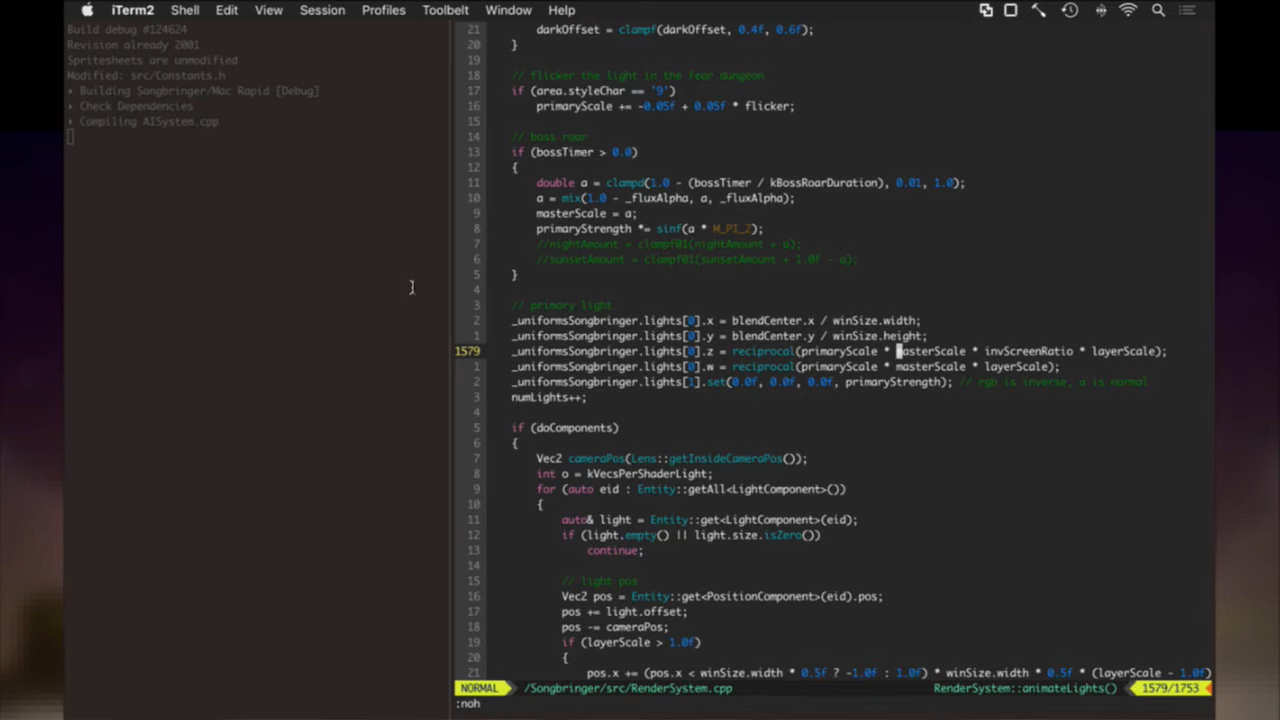 iTerm2 Shell Edit View Session Profiles Toolbelt Window Help
Build debug #124624
Revision already 2001
Spritesheets are unmodified
Modified: src/Constants.h
▸ Building Songbringer/Mac Rapid [Debug]
▸ Check Dependencies
▸ Compiling AISystem.cpp
21 darkOffset = clampf(darkOffset, 0.4f, 0.6f);
20 }
19
18 // flicker the light in the fear dungeon
17 if (area.styleChar == '9')
16 primaryScale += -0.05f + 0.05f * flicker;
15
14 // boss roar
13 if (bossTimer > 0.0)
12 {
11 double a = clampd(1.0 - (bossTimer / kBossRoarDuration), 0.01, 1.0);
10 a = mix(1.0 - _fluxAlpha, a, _fluxAlpha);
9 masterScale = a;
8 primaryStrength *= sinf(a * M_PI_2);
7 //nightAmount = clampf01(nightAmount + a);
6 //sunsetAmount = clampf01(sunsetAmount + 1.0f - a);
5 }
4
3 // primary light
2 _uniformsSongbringer.lights[0].x = blendCenter.x / winSize.width;
1 _uniformsSongbringer.lights[0].y = blendCenter.y / winSize.height;
1579 _uniformsSongbringer.lights[0].z = reciprocal(primaryScale * masterScale * invScreenRatio * layerScale);
1 _uniformsSongbringer.lights[0].w = reciprocal(primaryScale * masterScale * layerScale);
2 _uniformsSongbringer.lights[1].set(0.0f, 0.0f, 0.0f, primaryStrength); // rgb is inverse, a is normal
3 numLights++;
4
5 if (doComponents)
6 {
7 Vec2 cameraPos(Lens::getInsideCameraPos());
8 int o = kVecsPerShaderLight;
9 for (auto eid : Entity::getAll<LightComponent>())
10 {
11 auto& light = Entity::get<LightComponent>(eid);
12 if (light.empty() || light.size.isZero())
13 continue;
14
15 // light pos
16 Vec2 pos = Entity::get<PositionComponent>(eid).pos;
17 pos += light.offset;
18 pos -= cameraPos;
19 if (layerScale > 1.0f)
20 {
21 pos.x += (pos.x < winSize.width * 0.5f ? -1.0f : 1.0f) * winSize.width * 0.5f * (layerScale - 1.0f)
NORMAL /Songbringer/src/RenderSystem.cpp RenderSystem::animateLights() 1579/1753
:noh